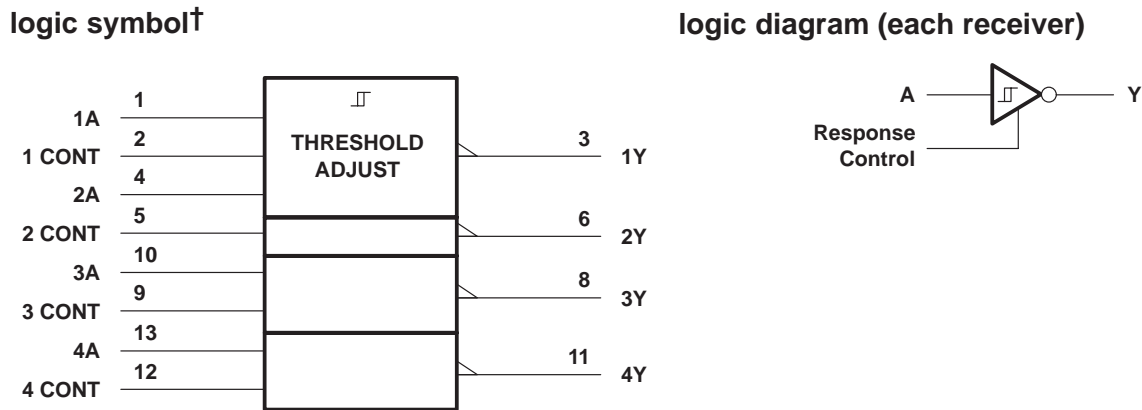 logic symbol†
logic diagram (each receiver)
1A 1
1 CONT 2
2A 4
2 CONT 5
3A 10
3 CONT 9
4A 13
4 CONT 12
THRESHOLD
ADJUST
3 1Y
6 2Y
8 3Y
11 4Y
A Y
Response
Control